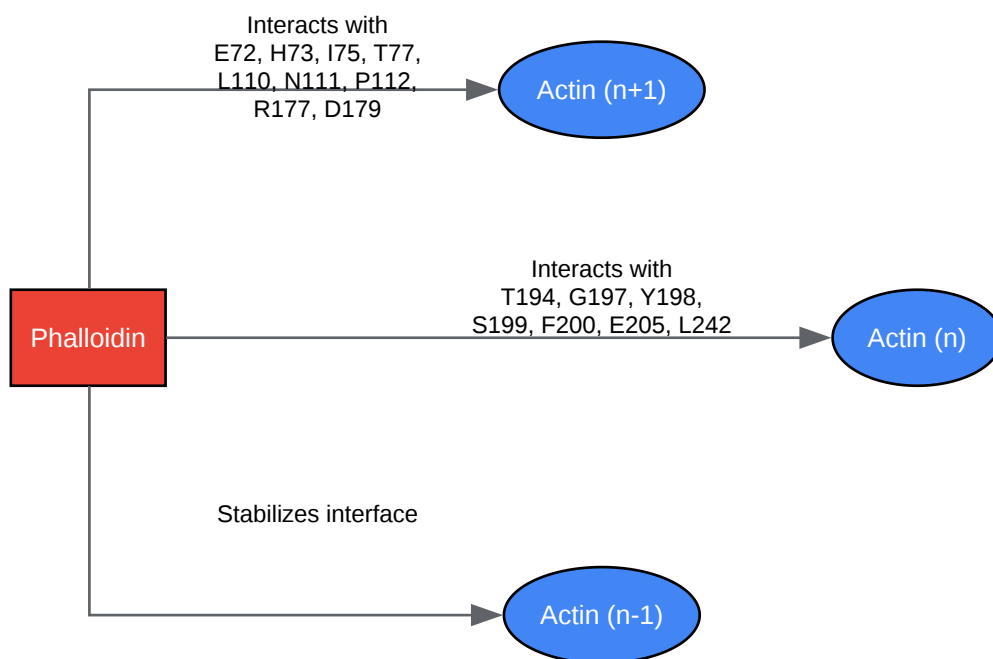 Interacts with
E72, H73, I75, T77,
L110, N111, P112,
R177, D179
Actin (n+1)
Interacts with
T194, G197, Y198,
S199, F200, E205, L242
Phalloidin
Actin (n)
Stabilizes interface
Actin (n-1)